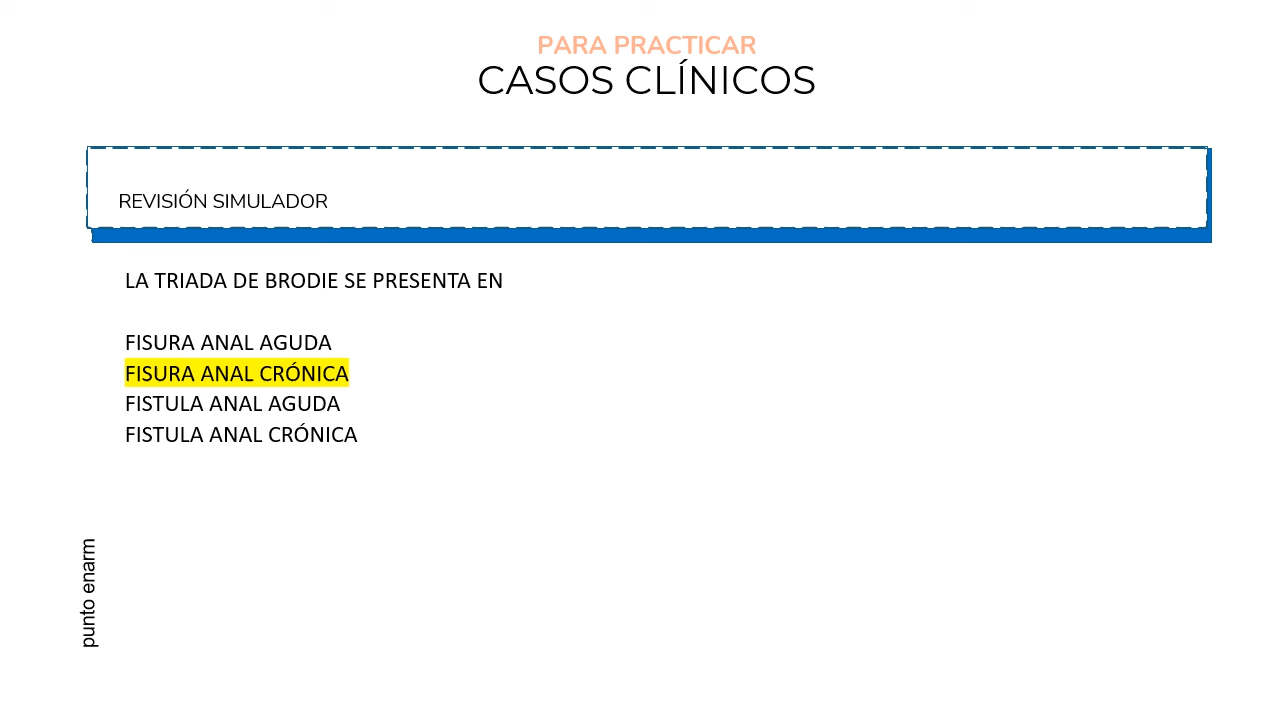 PARA PRACTICAR
CASOS CLÍNICOS
REVISIÓN SIMULADOR
LA TRIADA DE BRODIE SE PRESENTA EN
FISURA ANAL AGUDA
FISURA ANAL CRÓNICA
FISTULA ANAL AGUDA
FISTULA ANAL CRÓNICA
punto enarm